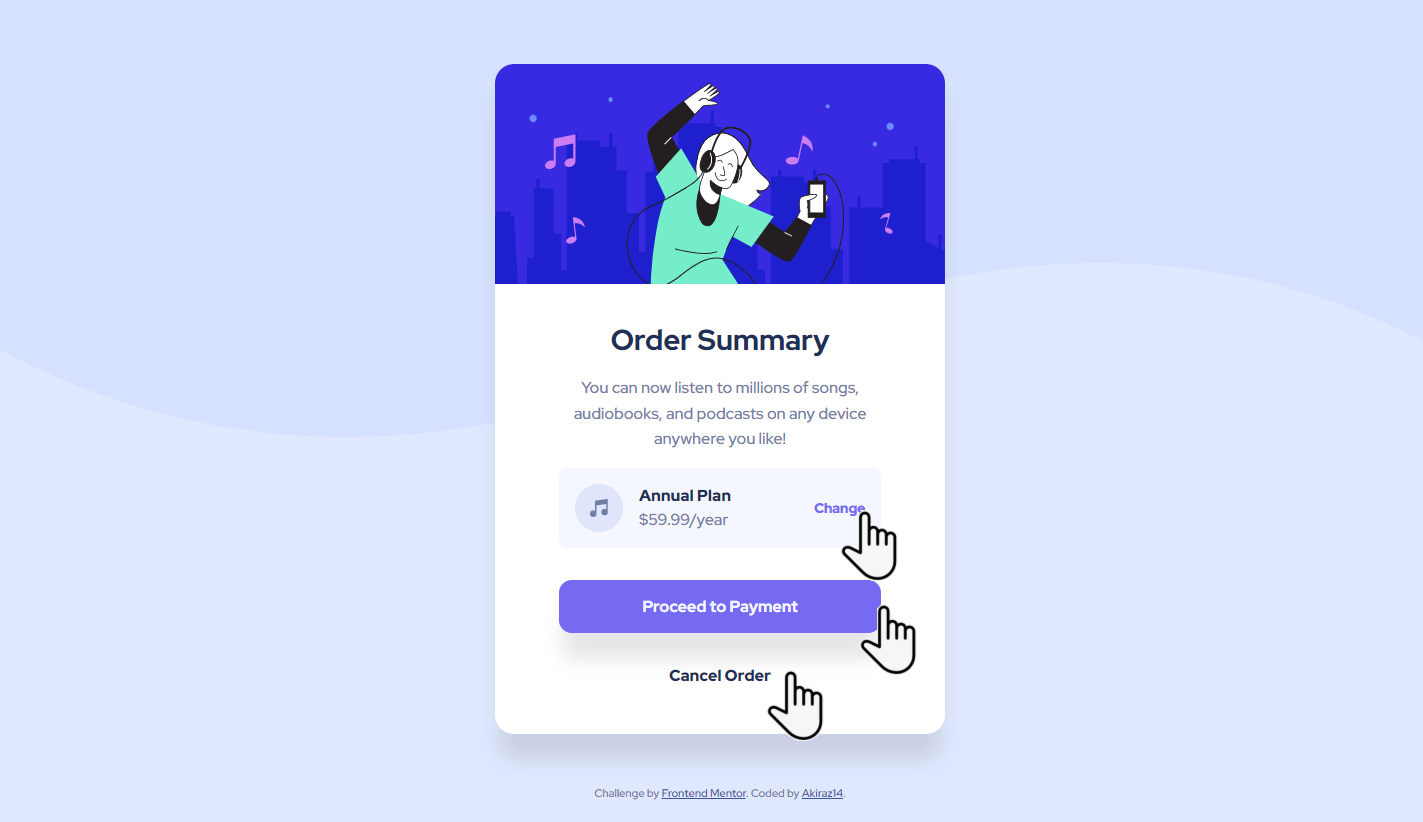 Order Summary
You can now listen to millions of songs,
audiobooks, and podcasts on any device
anywhere you like!
Annual Plan
$59.99/year
Change
Proceed to Payment
Cancel Order
Challenge by Frontend Mentor. Coded by Akiraz14.